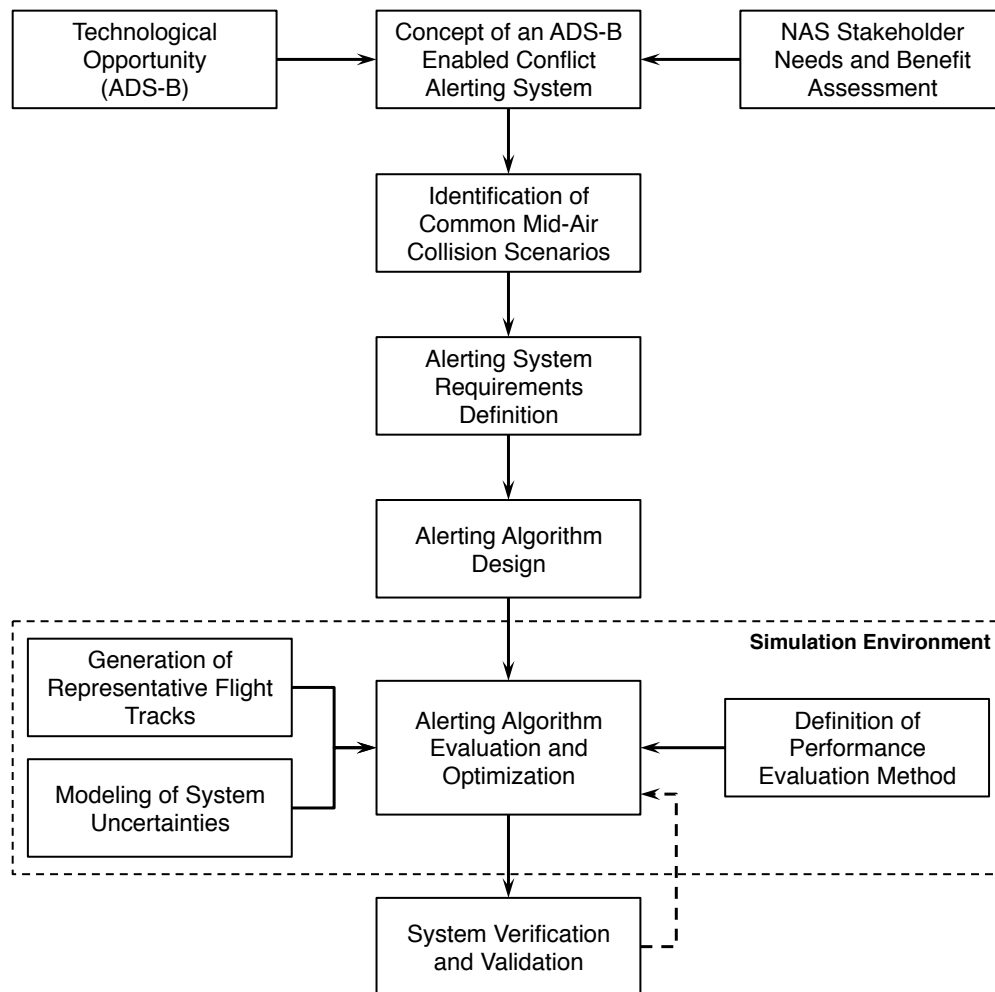 Technological
Opportunity
(ADS-B)
Concept of an ADS-B
Enabled Conflict
Alerting System
NAS Stakeholder
Needs and Benefit
Assessment
Identification of
Common Mid-Air
Collision Scenarios
Alerting System
Requirements
Definition
Alerting Algorithm
Design
Simulation Environment
Generation of
Representative Flight
Tracks
Modeling of System
Uncertainties
Alerting Algorithm
Evaluation and
Optimization
Definition of
Performance
Evaluation Method
System Verification
and Validation